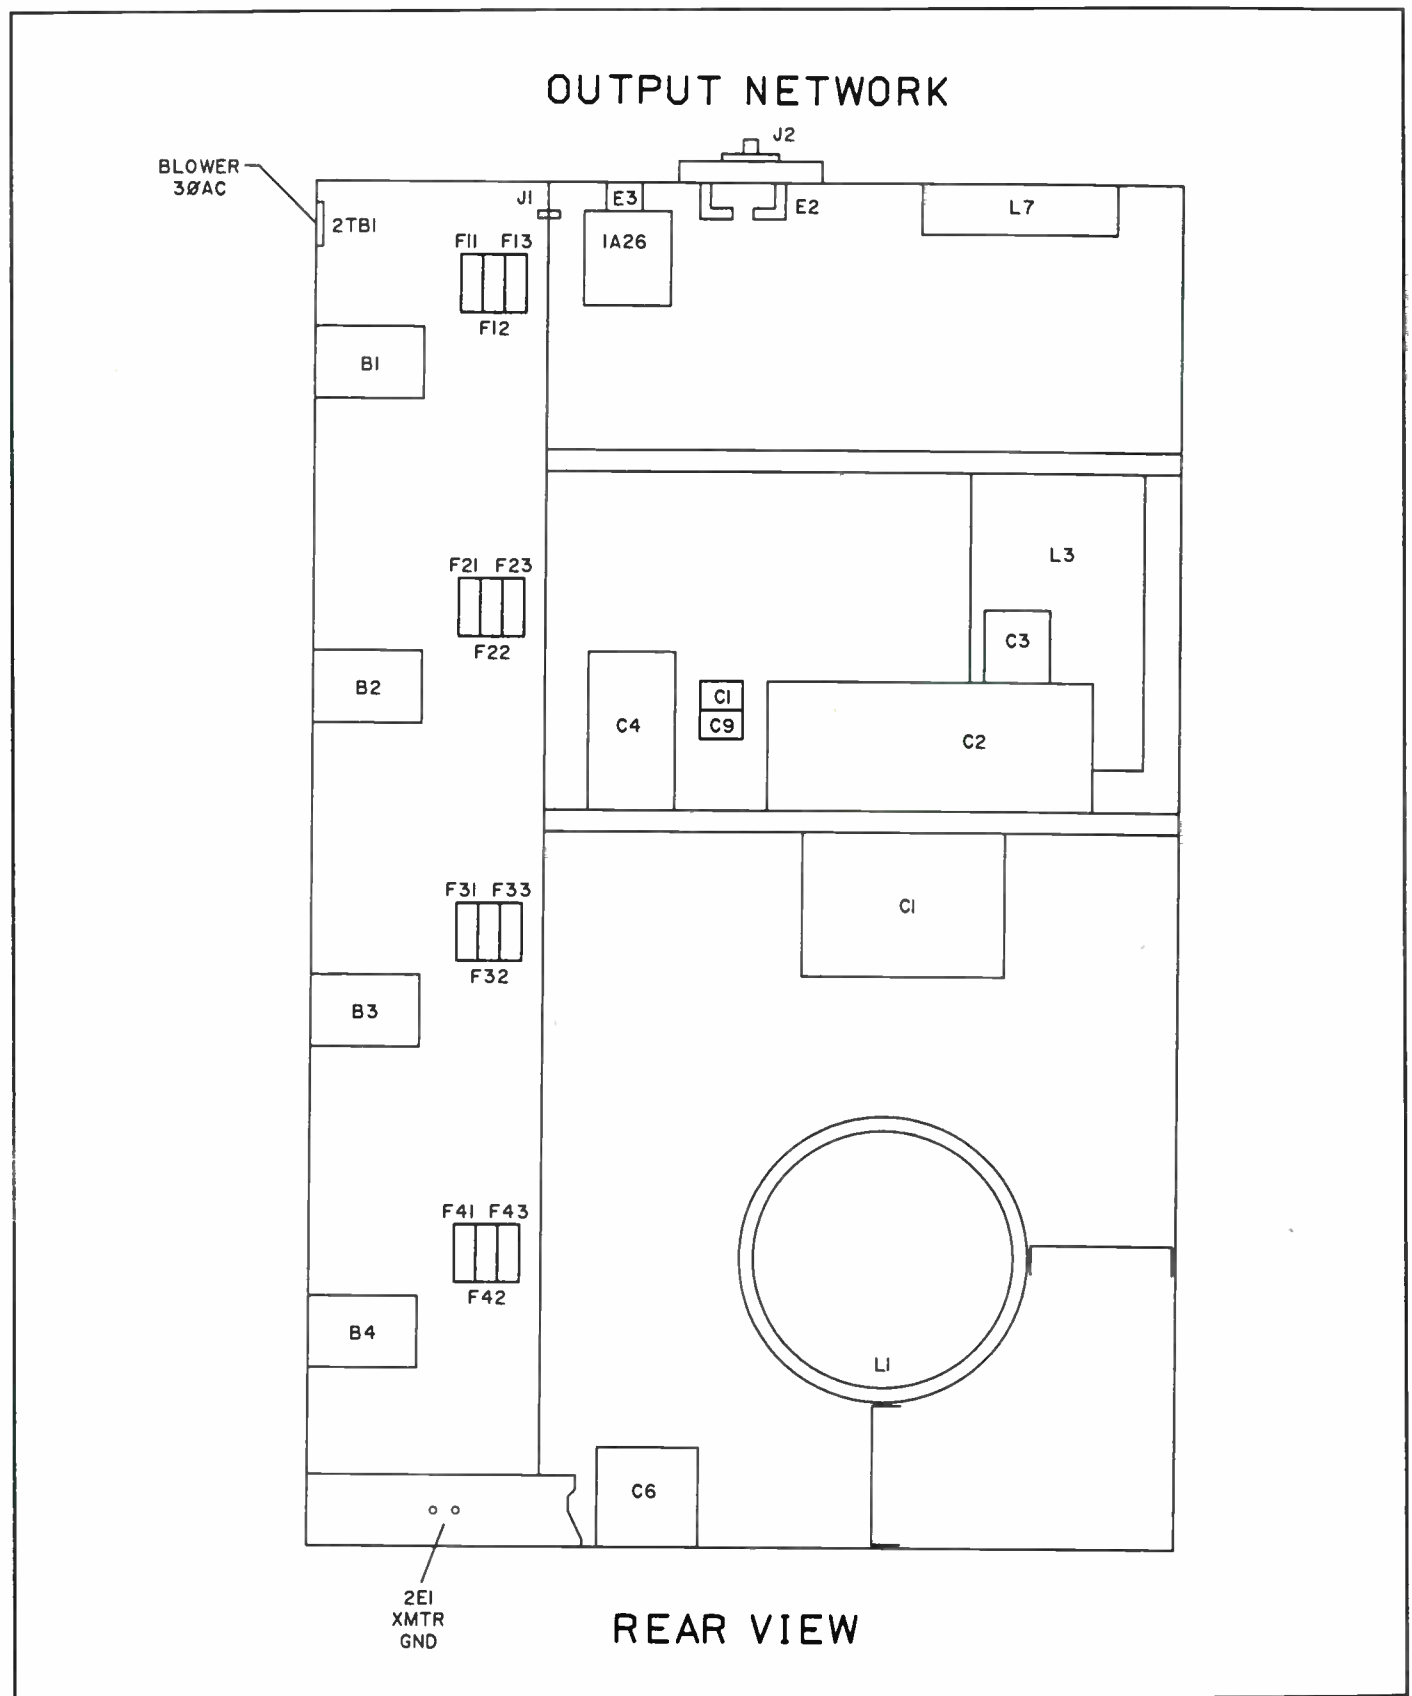 OUTPUT NETWORK
J2
BLOWER
3ØAC
2TB1
J1
E3
E2
L7
1A26
F11 F13
F12
B1
F21 F23
F22
L3
C3
B2
C4
C1
C9
C2
F31 F33
F32
C1
B3
F41 F43
F42
B4
L1
C6
2E1
XMTR
GND
REAR VIEW